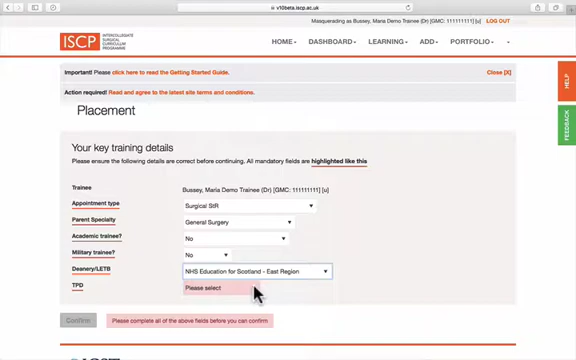 v10beta.iscp.ac.uk
Masquerading as Bussey, Maria Demo Trainee (Dr) [GMC: 111111111] [u] LOG OUT
ISCP INTERCOLLEGIATE SURGICAL CURRICULUM PROGRAMME
HOME DASHBOARD LEARNING ADD PORTFOLIO
Important! Please click here to read the Getting Started Guide. Close [X]
Action required! Read and agree to the latest site terms and conditions.
HELP
FEEDBACK
Placement
Your key training details
Please ensure the following details are correct before continuing. All mandatory fields are highlighted like this
Trainee Bussey, Maria Demo Trainee (Dr) [GMC: 111111111] [u]
Appointment type Surgical StR
Parent Specialty General Surgery
Academic trainee? No
Military trainee? No
Deanery/LETB NHS Education for Scotland - East Region
TPD Please select
Confirm Please complete all of the above fields before you can confirm